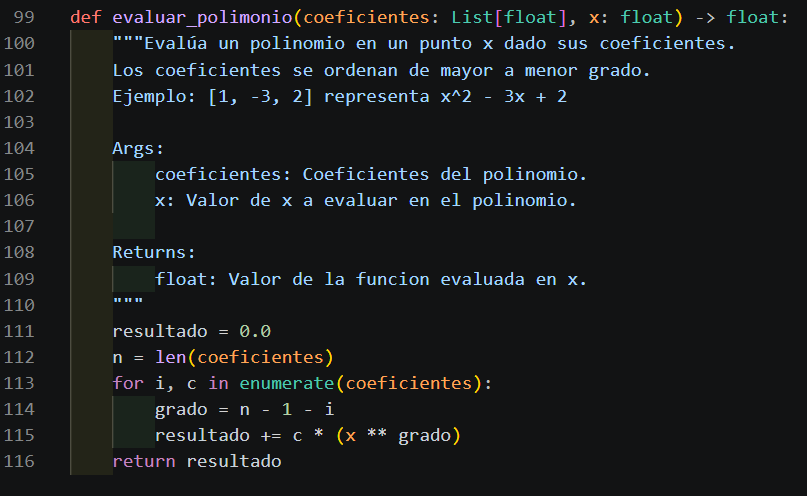 99 def evaluar_polimonio(coeficientes: List[float], x: float) -> float:
100 """Evalúa un polinomio en un punto x dado sus coeficientes.
101 Los coeficientes se ordenan de mayor a menor grado.
102 Ejemplo: [1, -3, 2] representa x^2 - 3x + 2
103
104 Args:
105 coeficientes: Coeficientes del polinomio.
106 x: Valor de x a evaluar en el polinomio.
107
108 Returns:
109 float: Valor de la funcion evaluada en x.
110 """
111 resultado = 0.0
112 n = len(coeficientes)
113 for i, c in enumerate(coeficientes):
114 grado = n - 1 - i
115 resultado += c * (x ** grado)
116 return resultado